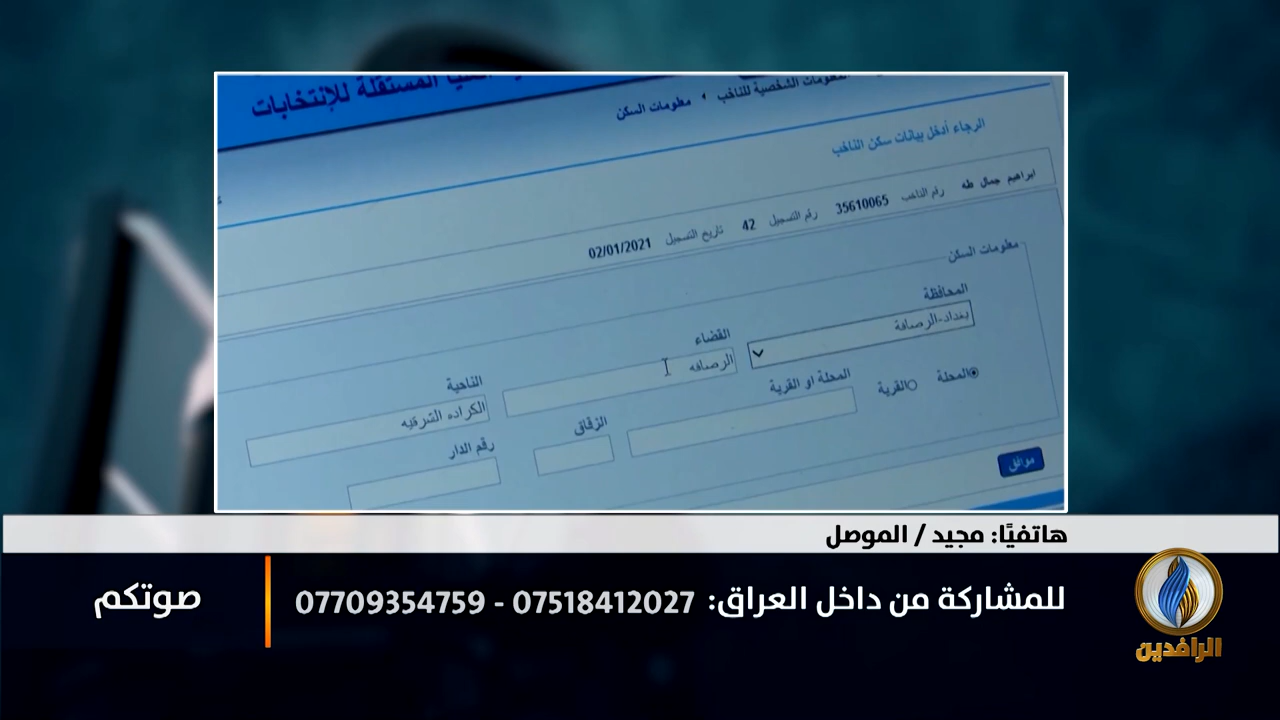 المستقلة للإنتخابات
المعلومات الشخصية للناخب
معلومات السكن
الرجاء أدخل بيانات سكن الناخب
ابراهيم جمال طه رقم الناخب 35610065 رقم التسجيل 42 تاريخ التسجيل 02/01/2021
معلومات السكن
المحافظة
بغداد-الرصافة
القضاء
الرصافه
الناحية
الكراده الشرقيه
المحلة القرية
المحلة او القرية
الزقاق
رقم الدار
موافق
هاتفيًا: مجيد / الموصل
للمشاركة من داخل العراق: 07518412027 - 07709354759
صوتكم
الرافدين